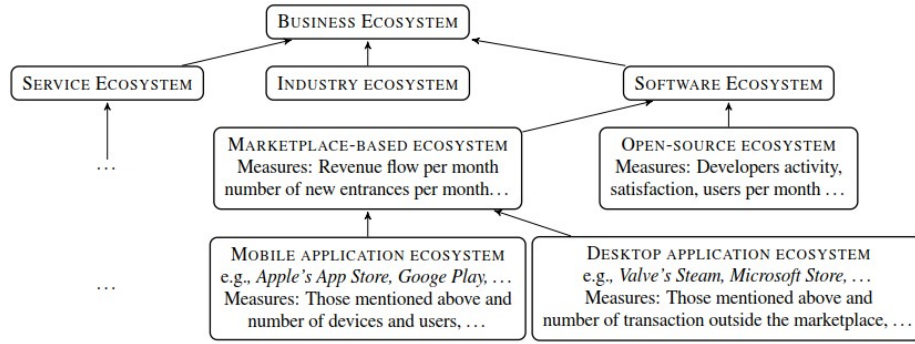 BUSINESS ECOSYSTEM
SERVICE ECOSYSTEM
INDUSTRY ECOSYSTEM
SOFTWARE ECOSYSTEM
...
MARKETPLACE-BASED ECOSYSTEM
Measures: Revenue flow per month
number of new entrances per month...
OPEN-SOURCE ECOSYSTEM
Measures: Developers activity,
satisfaction, users per month ...
...
MOBILE APPLICATION ECOSYSTEM
e.g., Apple's App Store, Googe Play, ...
Measures: Those mentioned above and
number of devices and users, ...
DESKTOP APPLICATION ECOSYSTEM
e.g., Valve's Steam, Microsoft Store, ...
Measures: Those mentioned above and
number of transaction outside the marketplace, ...